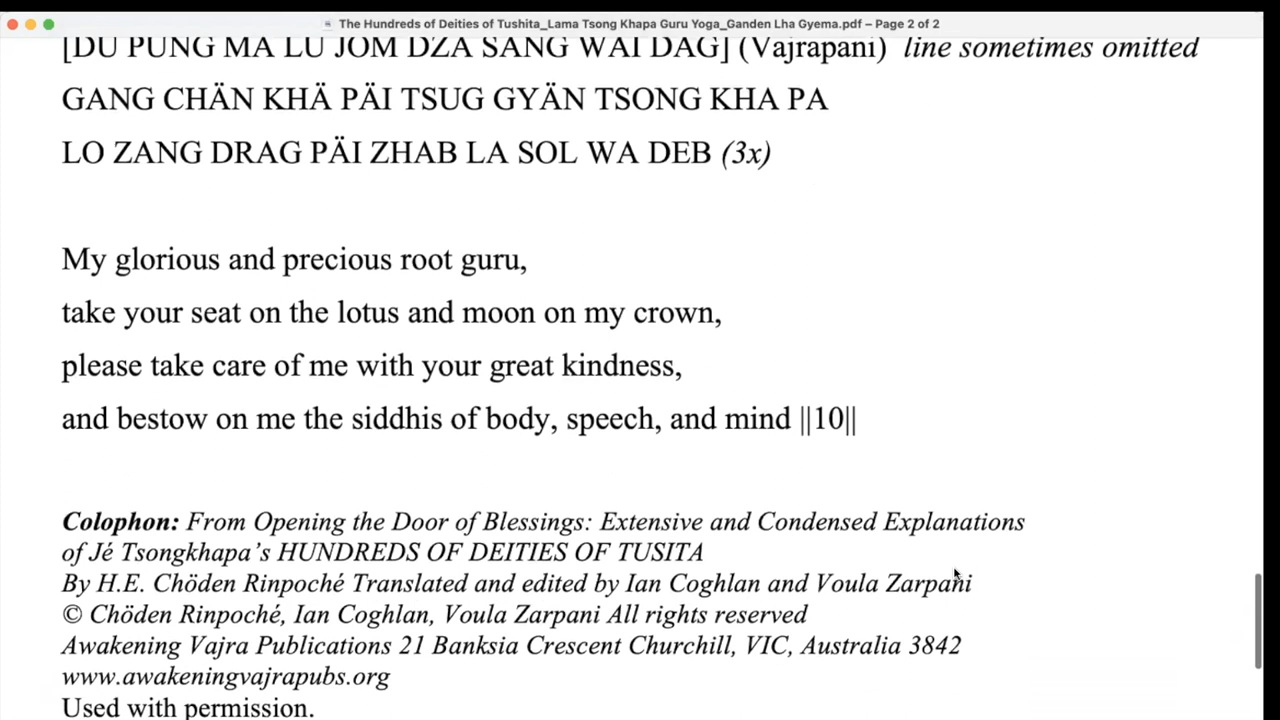 The Hundreds of Deities of Tushita_Lama Tsong Khapa Guru Yoga_Ganden Lha Gyema.pdf – Page 2 of 2
[DÜ PUNG MA LÜ JOM DZÄ SANG WAI DAG] (Vajrapani) line sometimes omitted
GANG CHÄN KHÄ PÄI TSUG GYÄN TSONG KHA PA
LO ZANG DRAG PÄI ZHAB LA SOL WA DEB (3x)
My glorious and precious root guru,
take your seat on the lotus and moon on my crown,
please take care of me with your great kindness,
and bestow on me the siddhis of body, speech, and mind ||10||
Colophon: From Opening the Door of Blessings: Extensive and Condensed Explanations
of Jé Tsongkhapa’s HUNDREDS OF DEITIES OF TUSITA
By H.E. Chöden Rinpoché Translated and edited by Ian Coghlan and Voula Zarpani
© Chöden Rinpoché, Ian Coghlan, Voula Zarpani All rights reserved
Awakening Vajra Publications 21 Banksia Crescent Churchill, VIC, Australia 3842
www.awakeningvajrapubs.org
Used with permission.